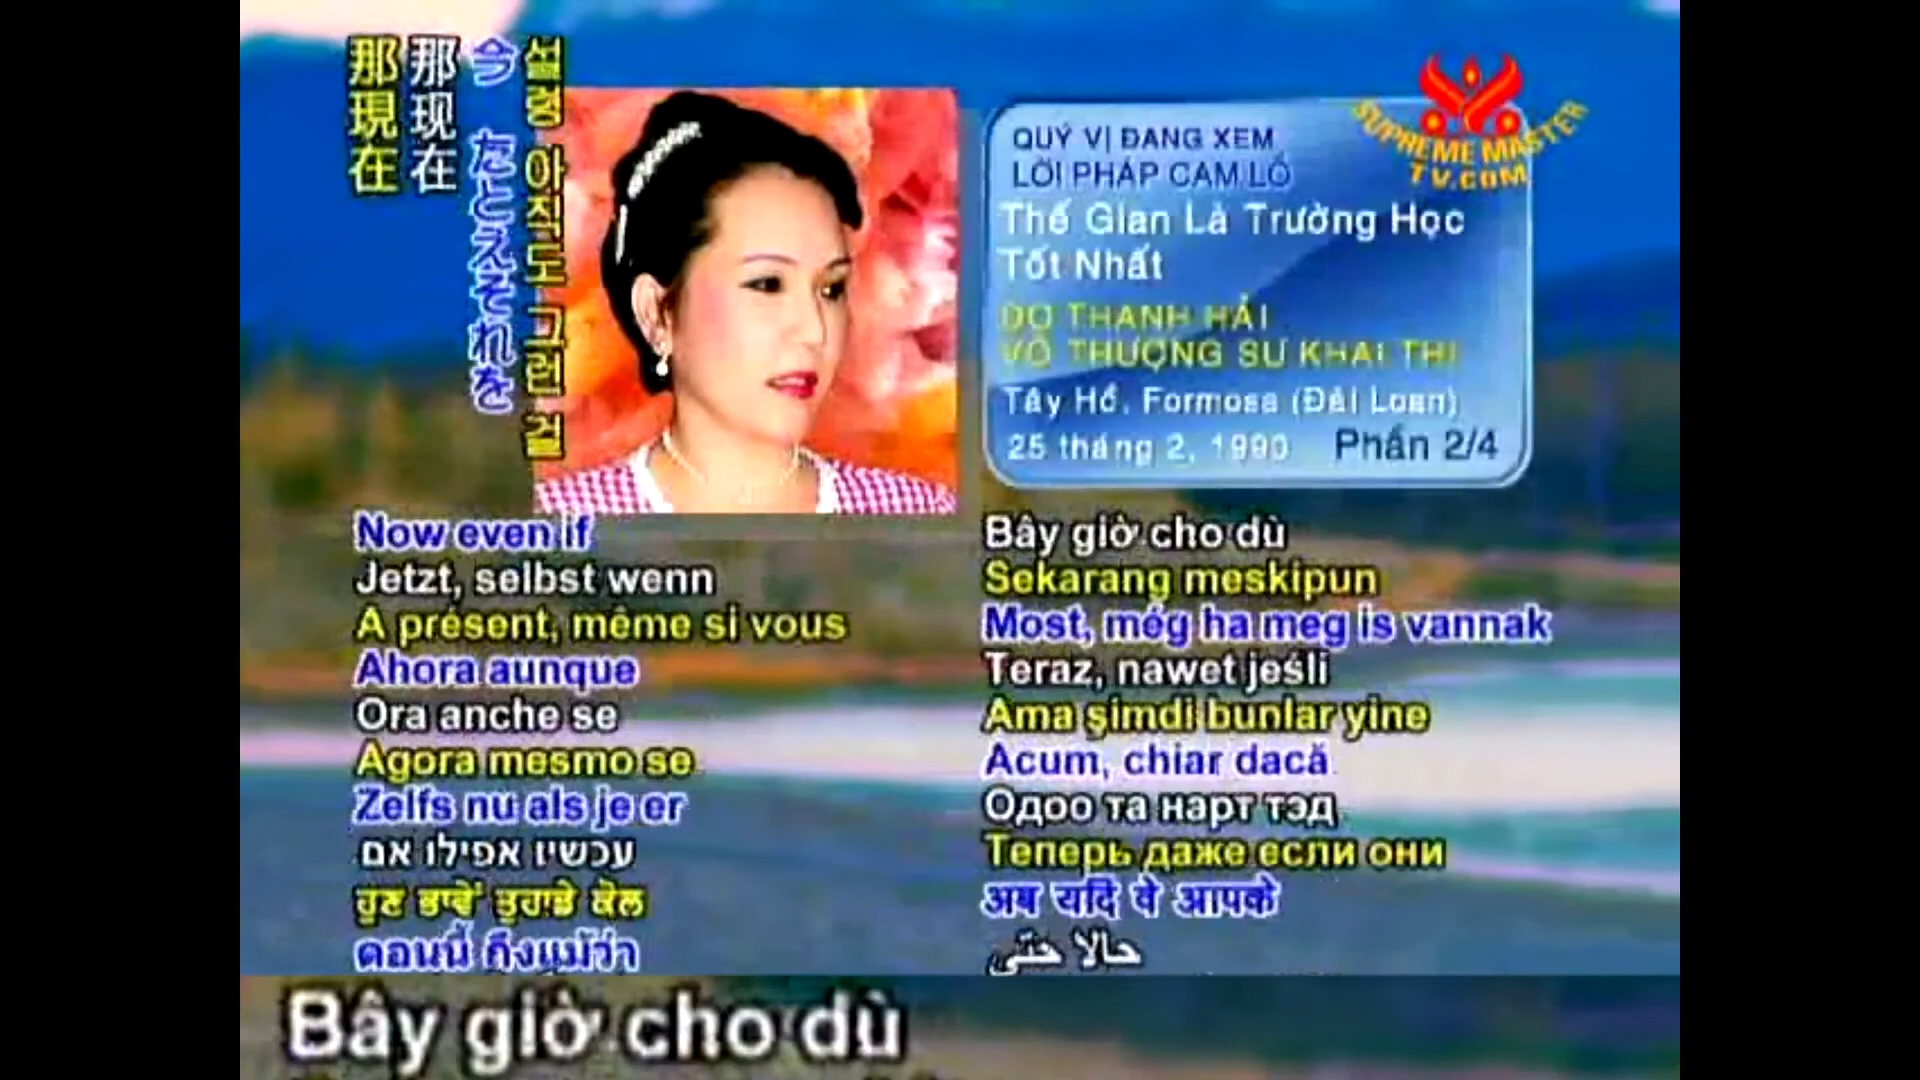 那現在
那现在
今 たとえそれを
설령 아직도 그런 걸
SUPREME MASTER
TV.COM
QUÝ VỊ ĐANG XEM
LỜI PHÁP CAM LỒ
Thế Gian Là Trường Học
Tốt Nhất
DO THANH HẢI
VÔ THƯỢNG SƯ KHAI THỊ
Tây Hồ, Formosa (Đài Loan)
25 tháng 2, 1990 Phần 2/4
Now even if
Jetzt, selbst wenn
A présent, même si vous
Ahora aunque
Ora anche se
Agora mesmo se
Zelfs nu als je er
עכשיו אפילו אם
ਹੁਣ ਭਾਵੇਂ ਤੁਹਾਡੇ ਕੋਲ
ตอนนี้ ถึงแม้ว่า
Bây giờ cho dù
Sekarang meskipun
Most, még ha meg is vannak
Teraz, nawet jeśli
Ama şimdi bunlar yine
Acum, chiar dacă
Одоо та нарт тэд
Теперь даже если они
अब यदि वे आपके
حالا حتی
Bây giờ cho dù